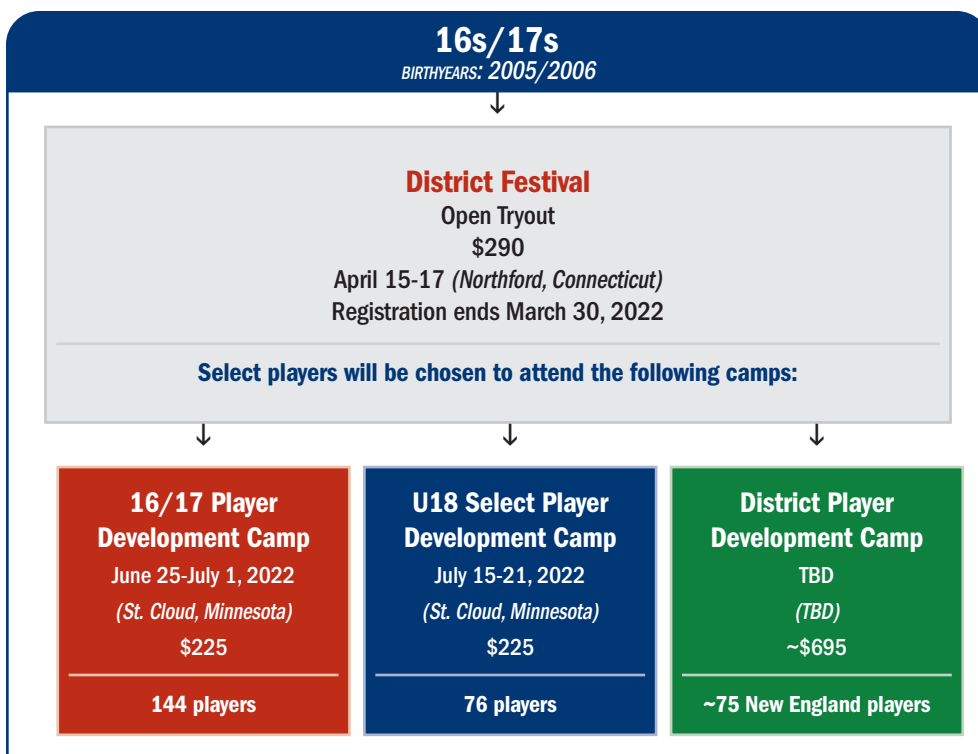 16s/17s
BIRTHYEARS: 2005/2006
District Festival
Open Tryout
$290
April 15-17 (Northford, Connecticut)
Registration ends March 30, 2022
Select players will be chosen to attend the following camps:
16/17 Player
Development Camp
June 25-July 1, 2022
(St. Cloud, Minnesota)
$225
144 players
U18 Select Player
Development Camp
July 15-21, 2022
(St. Cloud, Minnesota)
$225
76 players
District Player
Development Camp
TBD
(TBD)
~$695
~75 New England players